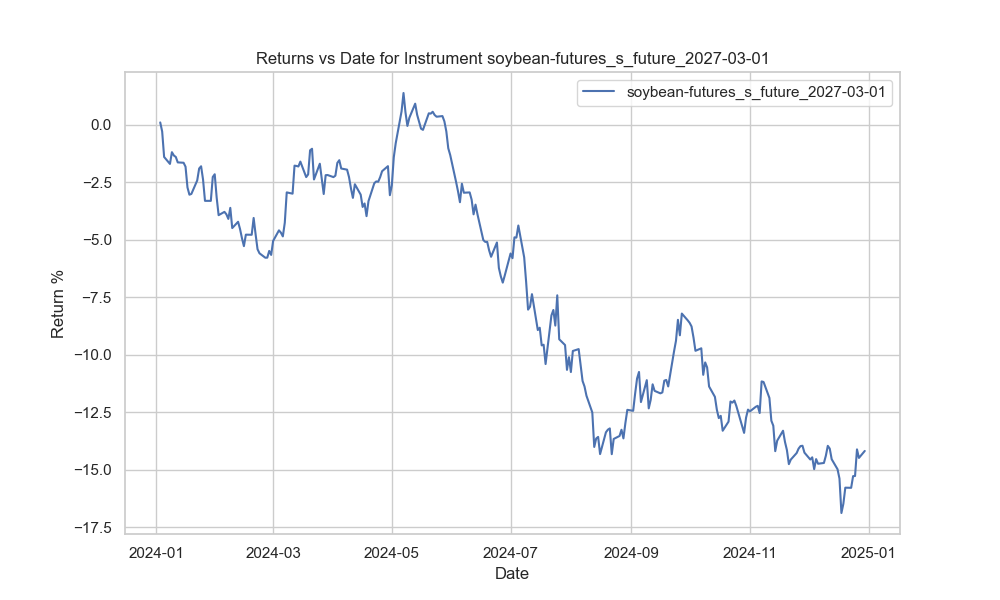 Returns vs Date for Instrument soybean-futures_s_future_2027-03-01
soybean-futures_s_future_2027-03-01
Return %
0.0
−2.5
−5.0
−7.5
−10.0
−12.5
−15.0
−17.5
2024-01 2024-03 2024-05 2024-07 2024-09 2024-11 2025-01
Date